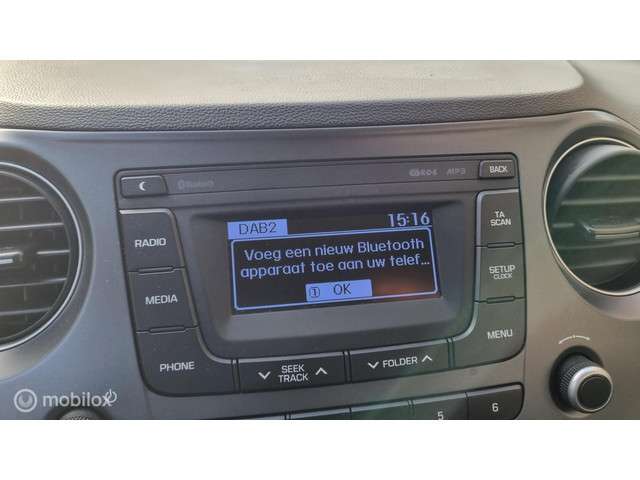 Bluetooth RDS MP3 BACK
DAB2 15:16
RADIO
Voeg een nieuw Bluetooth
apparaat toe aan uw telef...
1 OK
TA
SCAN
MEDIA
SETUP
CLOCK
PHONE
SEEK
TRACK
FOLDER
MENU
5 6
mobilox